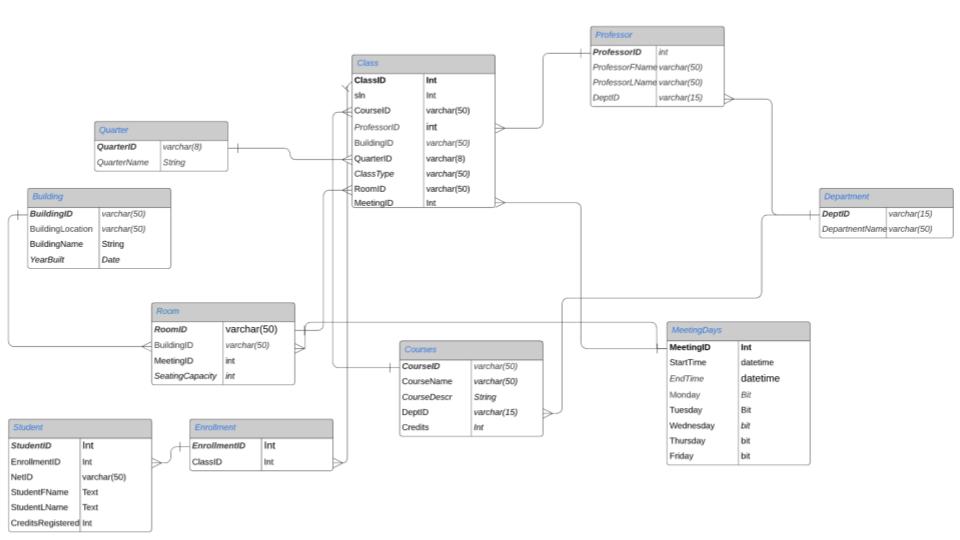 Professor
ProfessorID int
ProfessorFName varchar(50)
ProfessorLName varchar(50)
DeptID varchar(15)
Class
ClassID Int
sln Int
CourseID varchar(50)
ProfessorID int
BuildingID varchar(50)
QuarterID varchar(8)
ClassType varchar(50)
RoomID varchar(50)
MeetingID Int
Quarter
QuarterID varchar(8)
QuarterName String
Building
BuildingID varchar(50)
BuildingLocation varchar(50)
BuildingName String
YearBuilt Date
Department
DeptID varchar(15)
DepartmentName varchar(50)
Room
RoomID varchar(50)
BuildingID varchar(50)
MeetingID int
SeatingCapacity int
Courses
CourseID varchar(50)
CourseName varchar(50)
CourseDescr String
DeptID varchar(15)
Credits Int
MeetingDays
MeetingID Int
StartTime datetime
EndTime datetime
Monday Bit
Tuesday Bit
Wednesday bit
Thursday bit
Friday bit
Student
StudentID Int
EnrollmentID Int
NetID varchar(50)
StudentFName Text
StudentLName Text
CreditsRegistered Int
Enrollment
EnrollmentID Int
ClassID Int